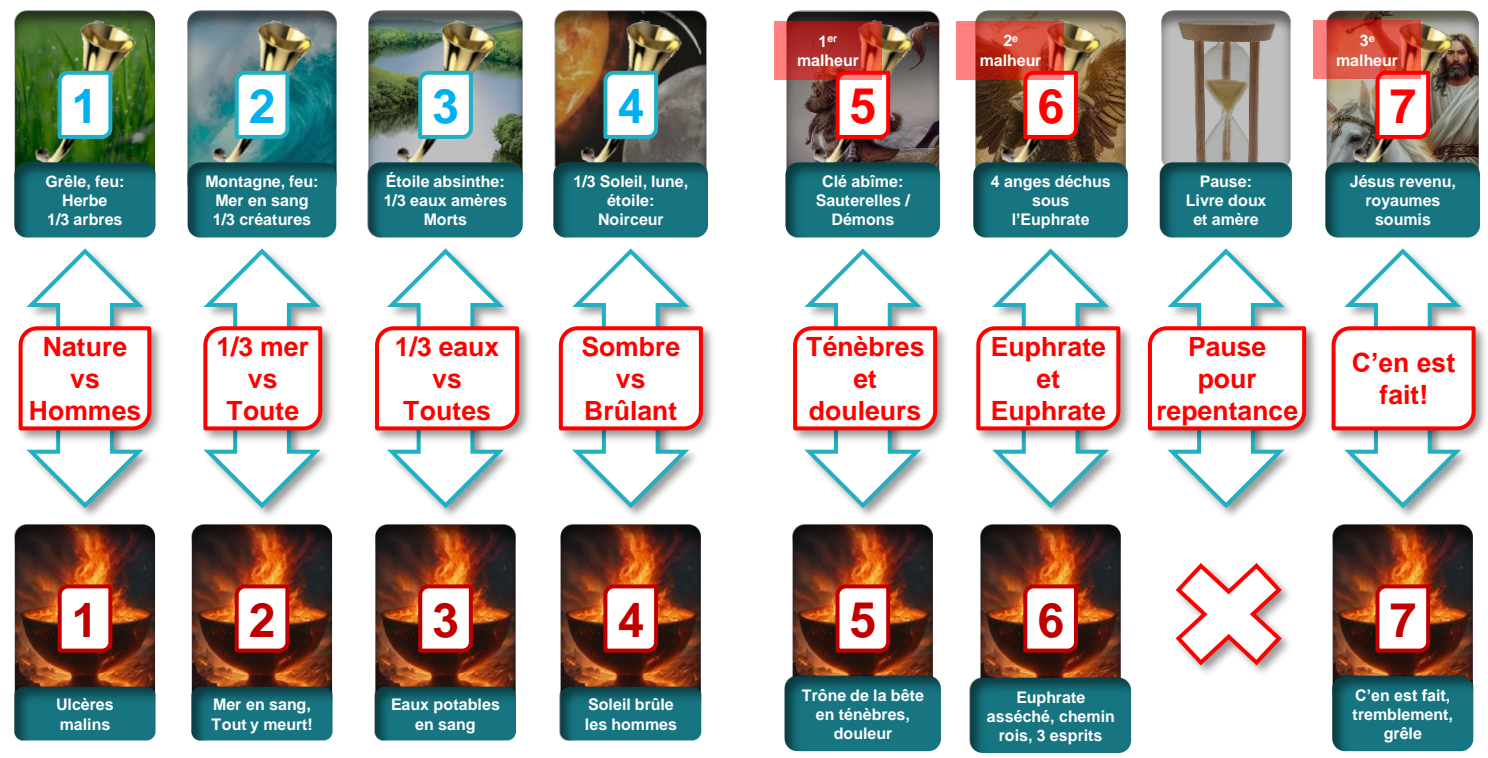 1
2
3
4
1er
malheur
5
2e
malheur
6
3e
malheur
7
Grêle, feu:
Herbe
1/3 arbres
Montagne, feu:
Mer en sang
1/3 créatures
Étoile absinthe:
1/3 eaux amères
Morts
1/3 Soleil, lune,
étoile:
Noirceur
Clé abîme:
Sauterelles /
Démons
4 anges déchus
sous
l'Euphrate
Pause:
Livre doux
et amère
Jésus revenu,
royaumes
soumis
Nature
vs
Hommes
1/3 mer
vs
Toute
1/3 eaux
vs
Toutes
Sombre
vs
Brûlant
Ténèbres
et
douleurs
Euphrate
et
Euphrate
Pause
pour
repentance
C'en est
fait!
1
2
3
4
5
6
7
Ulcères
malins
Mer en sang,
Tout y meurt!
Eaux potables
en sang
Soleil brûle
les hommes
Trône de la bête
en ténèbres,
douleur
Euphrate
asséché, chemin
rois, 3 esprits
C'en est fait,
tremblement,
grêle